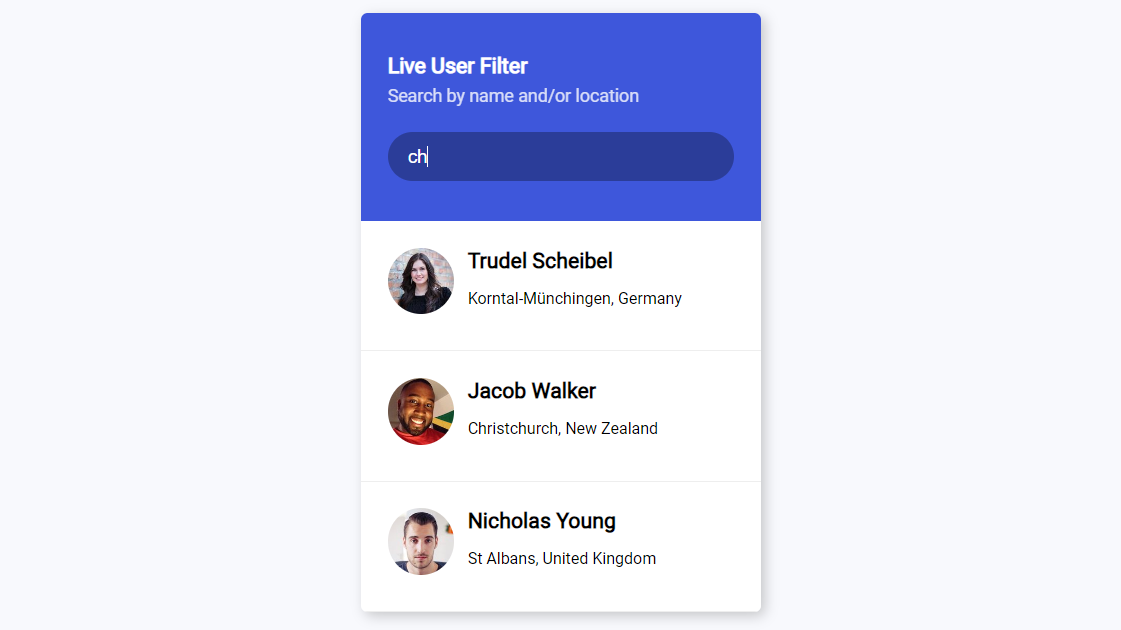 Live User Filter
Search by name and/or location
ch
Trudel Scheibel
Korntal-Münchingen, Germany
Jacob Walker
Christchurch, New Zealand
Nicholas Young
St Albans, United Kingdom